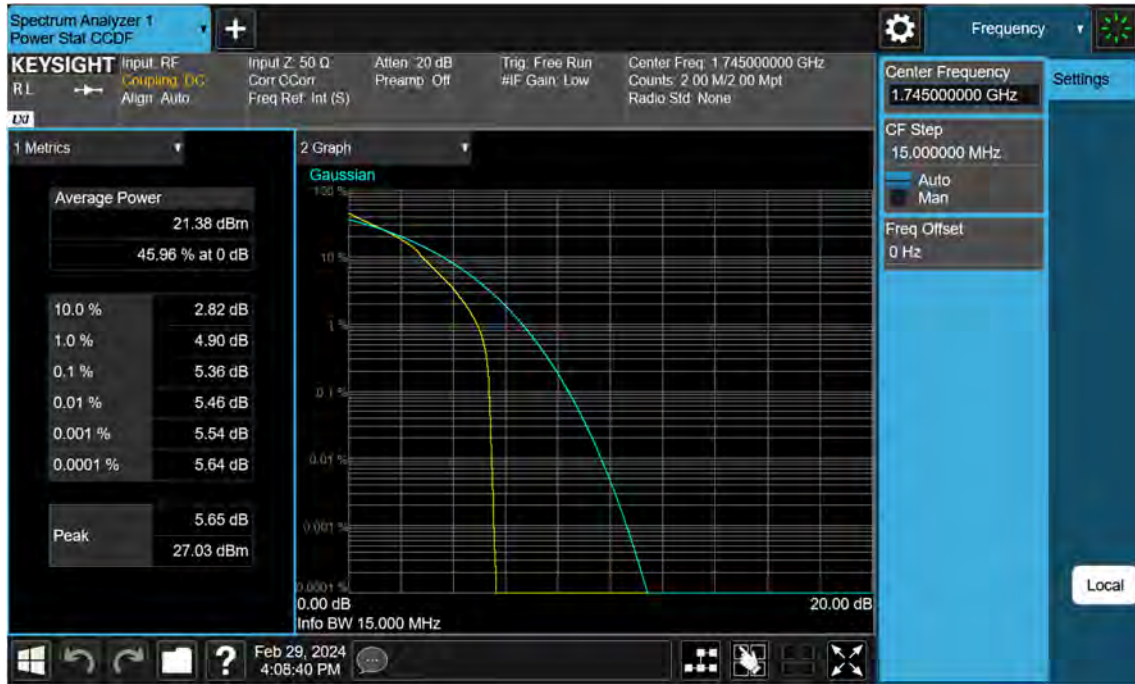 Spectrum Analyzer 1
Power Stat CCDF
Frequency
KEYSIGHT
RL
LXI
Input: RF
Coupling: DC
Align: Auto
Input Z: 50 Ω
Corr CCorr
Freq Ref: Int (S)
Atten: 20 dB
Preamp: Off
Trig: Free Run
#IF Gain: Low
Center Freq: 1.745000000 GHz
Counts: 2.00 M/2.00 Mpt
Radio Std: None
Center Frequency
1.745000000 GHz
Settings
CF Step
15.000000 MHz
Auto
Man
Freq Offset
0 Hz
1 Metrics
Average Power
21.38 dBm
45.96 % at 0 dB
10.0 % 2.82 dB
1.0 % 4.90 dB
0.1 % 5.36 dB
0.01 % 5.46 dB
0.001 % 5.54 dB
0.0001 % 5.64 dB
Peak
5.65 dB
27.03 dBm
2 Graph
Gaussian
100 %
10 %
1 %
0.1 %
0.01 %
0.001 %
0.0001 %
0.00 dB
20.00 dB
Info BW 15.000 MHz
Local
?
Feb 29, 2024
4:08:40 PM